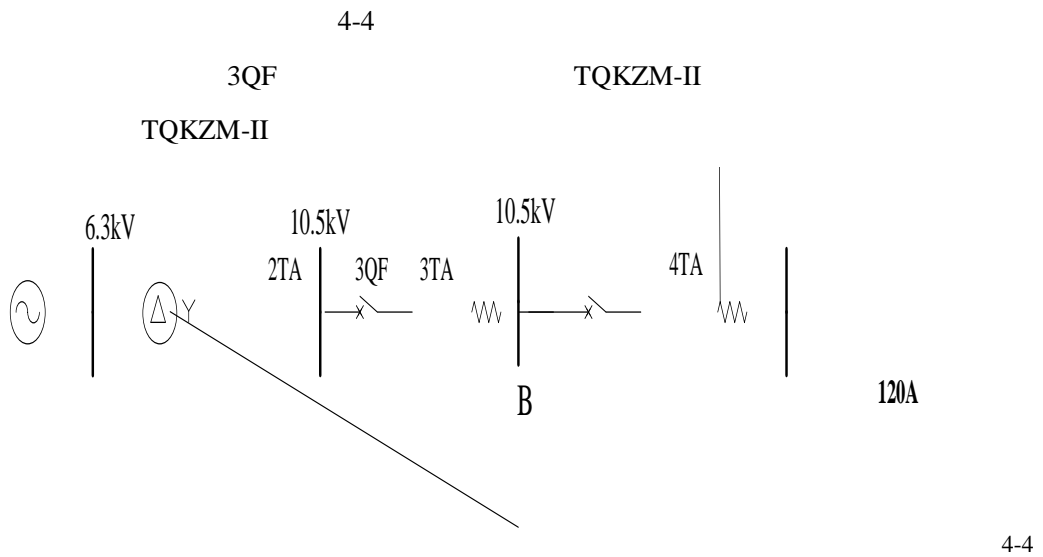 4-4
3QF TQKZM-II
TQKZM-II
6.3kV 10.5kV 10.5kV
2TA 3QF 3TA 4TA
Δ Y
B
120A
4-4